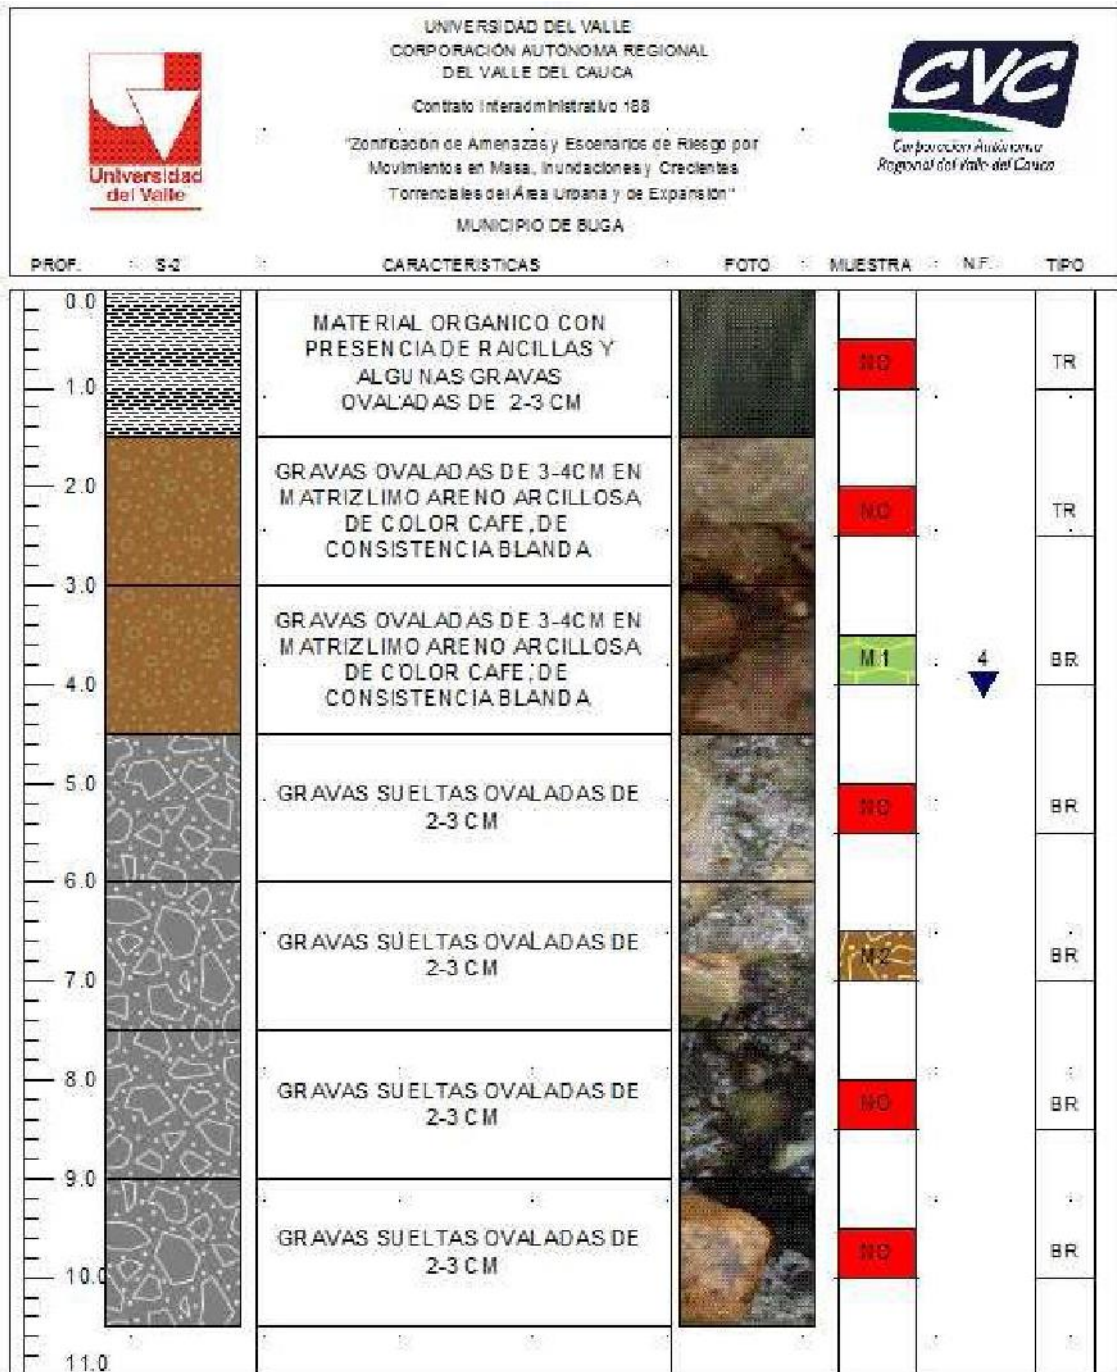 UNIVERSIDAD DEL VALLE
CORPORACIÓN AUTÓNOMA REGIONAL
DEL VALLE DEL CAUCA
Contrato Interadministrativo 188
"Zonificación de Amenazas y Escenarios de Riesgo por
Movimientos en Masa, Inundaciones y Crecientes
Torrenciales del Área Urbana y de Expansión"
MUNICIPIO DE BUGA
Universidad
del Valle
CVC
Corporación Autónoma
Regional del Valle del Cauca
PROF. S-2 CARACTERISTICAS FOTO MUESTRA N.F. TIPO
0.0
MATERIAL ORGANICO CON
PRESENCIA DE RAICILLAS Y
ALGUNAS GRAVAS
OVALADAS DE 2-3 CM
NO TR
1.0
GRAVAS OVALADAS DE 3-4CM EN
MATRIZ LIMO ARENO ARCILLOSA
DE COLOR CAFE, DE
CONSISTENCIA BLANDA
2.0
NO TR
3.0
GRAVAS OVALADAS DE 3-4CM EN
MATRIZ LIMO ARENO ARCILLOSA
DE COLOR CAFE, DE
CONSISTENCIA BLANDA
M 1 4 BR
4.0
5.0
GRAVAS SUELTAS OVALADAS DE
2-3 CM
NO BR
6.0
GRAVAS SUELTAS OVALADAS DE
2-3 CM
M 2 BR
7.0
8.0
GRAVAS SUELTAS OVALADAS DE
2-3 CM
NO BR
9.0
GRAVAS SUELTAS OVALADAS DE
2-3 CM
NO BR
10.0
11.0